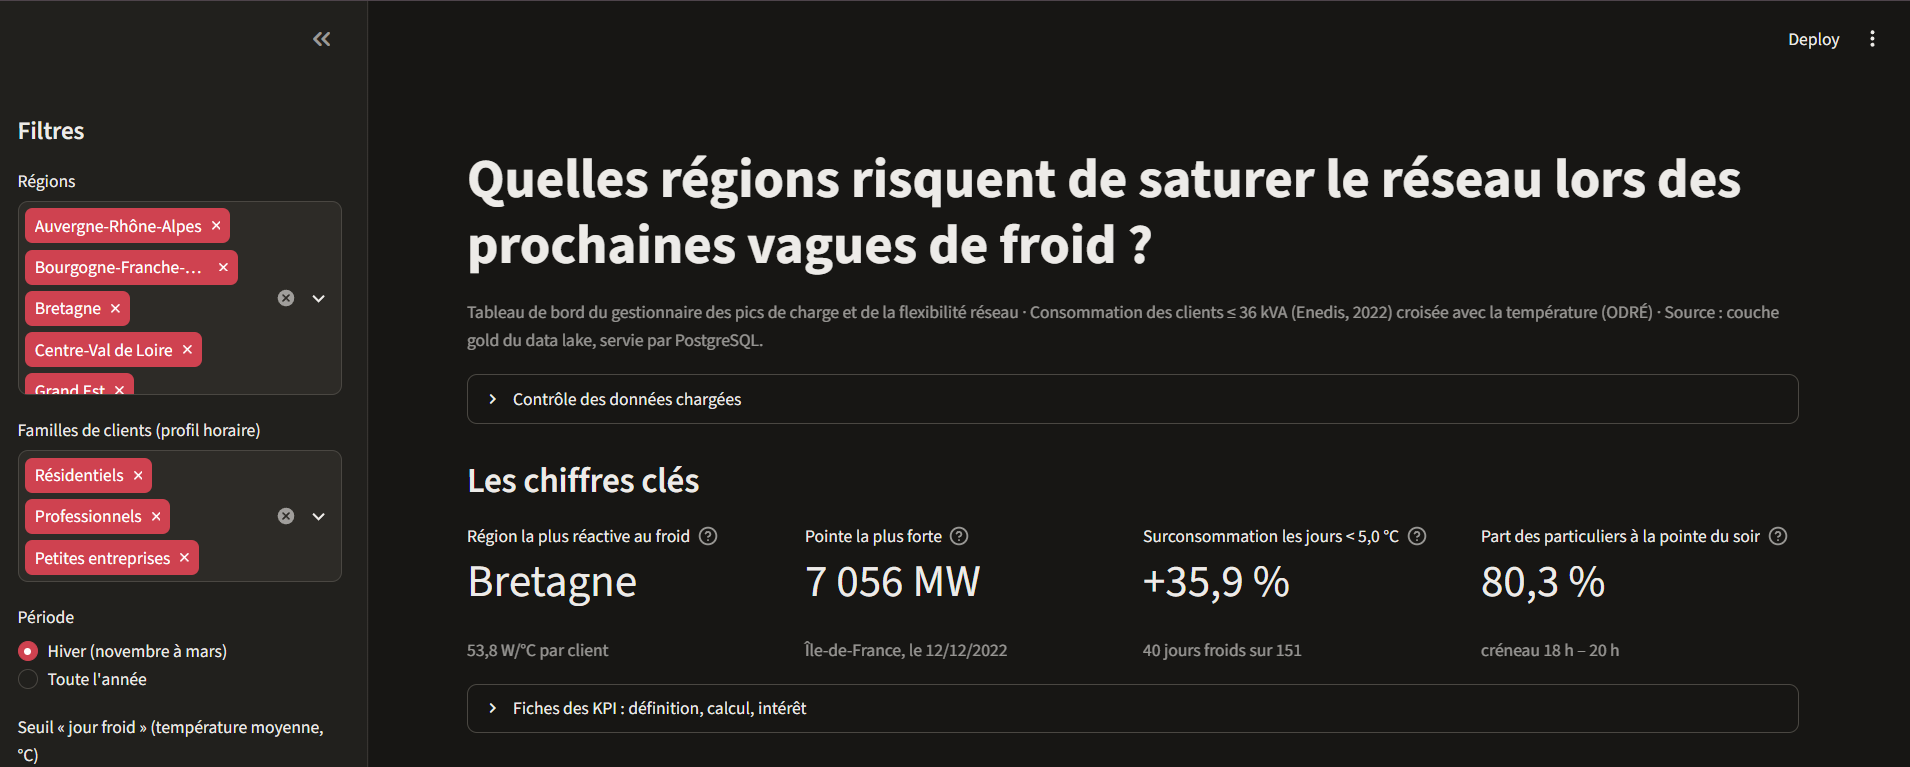 Deploy
Filtres
Régions
Auvergne-Rhône-Alpes
Bourgogne-Franche-...
Bretagne
Centre-Val de Loire
Grand Est
Familles de clients (profil horaire)
Résidentiels
Professionnels
Petites entreprises
Période
Hiver (novembre à mars)
Toute l'année
Seuil « jour froid » (température moyenne,
°C)
Quelles régions risquent de saturer le réseau lors des
prochaines vagues de froid ?
Tableau de bord du gestionnaire des pics de charge et de la flexibilité réseau · Consommation des clients ≤ 36 kVA (Enedis, 2022) croisée avec la température (ODRÉ) · Source : couche
gold du data lake, servie par PostgreSQL.
Contrôle des données chargées
Les chiffres clés
Région la plus réactive au froid
Bretagne
53,8 W/°C par client
Pointe la plus forte
7 056 MW
Île-de-France, le 12/12/2022
Surconsommation les jours < 5,0 °C
+35,9 %
40 jours froids sur 151
Part des particuliers à la pointe du soir
80,3 %
créneau 18 h – 20 h
Fiches des KPI : définition, calcul, intérêt